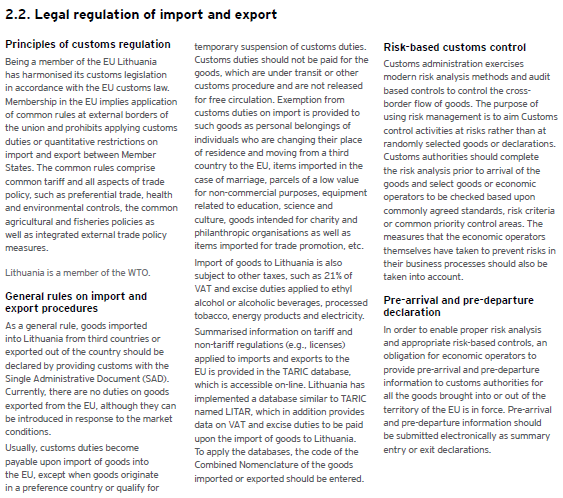 2.2. Legal regulation of import and export
Principles of customs regulation
Being a member of the EU Lithuania
has harmonised its customs legislation
in accordance with the EU customs law.
Membership in the EU implies application
of common rules at external borders of
the union and prohibits applying customs
duties or quantitative restrictions on
import and export between Member
States. The common rules comprise
common tariff and all aspects of trade
policy, such as preferential trade, health
and environmental controls, the common
agricultural and fisheries policies as
well as integrated external trade policy
measures.
Lithuania is a member of the WTO.
General rules on import and
export procedures
As a general rule, goods imported
into Lithuania from third countries or
exported out of the country should be
declared by providing customs with the
Single Administrative Document (SAD).
Currently, there are no duties on goods
exported from the EU, although they can
be introduced in response to the market
conditions.
Usually, customs duties become
payable upon import of goods into
the EU, except when goods originate
in a preference country or qualify for
temporary suspension of customs duties.
Customs duties should not be paid for the
goods, which are under transit or other
customs procedure and are not released
for free circulation. Exemption from
customs duties on import is provided to
such goods as personal belongings of
individuals who are changing their place
of residence and moving from a third
country to the EU, items imported in the
case of marriage, parcels of a low value
for non-commercial purposes, equipment
related to education, science and
culture, goods intended for charity and
philanthropic organisations as well as
items imported for trade promotion, etc.
Import of goods to Lithuania is also
subject to other taxes, such as 21% of
VAT and excise duties applied to ethyl
alcohol or alcoholic beverages, processed
tobacco, energy products and electricity.
Summarised information on tariff and
non-tariff regulations (e.g., licenses)
applied to imports and exports to the
EU is provided in the TARIC database,
which is accessible on-line. Lithuania has
implemented a database similar to TARIC
named LITAR, which in addition provides
data on VAT and excise duties to be paid
upon the import of goods to Lithuania.
To apply the databases, the code of the
Combined Nomenclature of the goods
imported or exported should be entered.
Risk-based customs control
Customs administration exercises
modern risk analysis methods and audit
based controls to control the cross-
border flow of goods. The purpose of
using risk management is to aim Customs
control activities at risks rather than at
randomly selected goods or declarations.
Customs authorities should complete
the risk analysis prior to arrival of the
goods and select goods or economic
operators to be checked based upon
commonly agreed standards, risk criteria
or common priority control areas. The
measures that the economic operators
themselves have taken to prevent risks in
their business processes should also be
taken into account.
Pre-arrival and pre-departure
declaration
In order to enable proper risk analysis
and appropriate risk-based controls, an
obligation for economic operators to
provide pre-arrival and pre-departure
information to customs authorities for
all the goods brought into or out of the
territory of the EU is in force. Pre-arrival
and pre-departure information should
be submitted electronically as summary
entry or exit declarations.